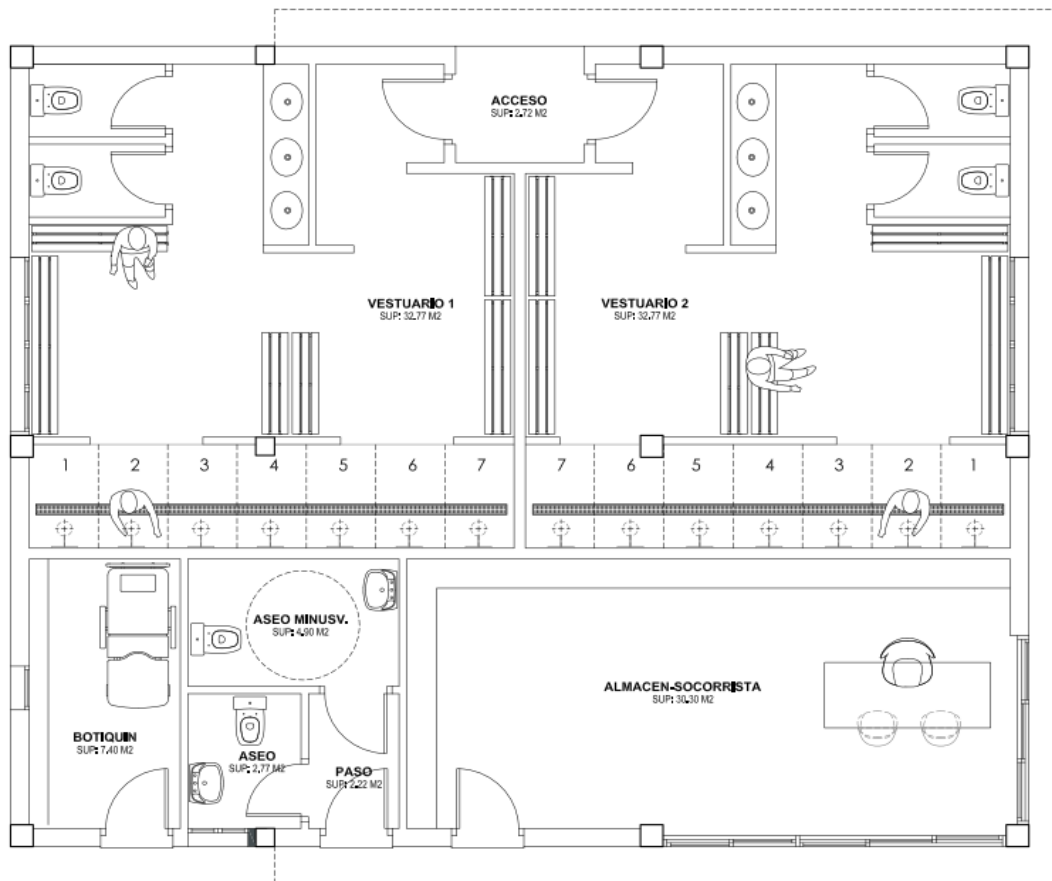 ACCESO
SUP: 2.72 M2
VESTUARIO 1
SUP: 32.77 M2
VESTUARIO 2
SUP: 32.77 M2
1 2 3 4 5 6 7
7 6 5 4 3 2 1
ASEO MINUSV.
SUP: 4.90 M2
ALMACEN-SOCORRISTA
SUP: 30.30 M2
BOTIQUIN
SUP: 7.40 M2
ASEO
SUP: 2.77 M2
PASO
SUP: 2.22 M2